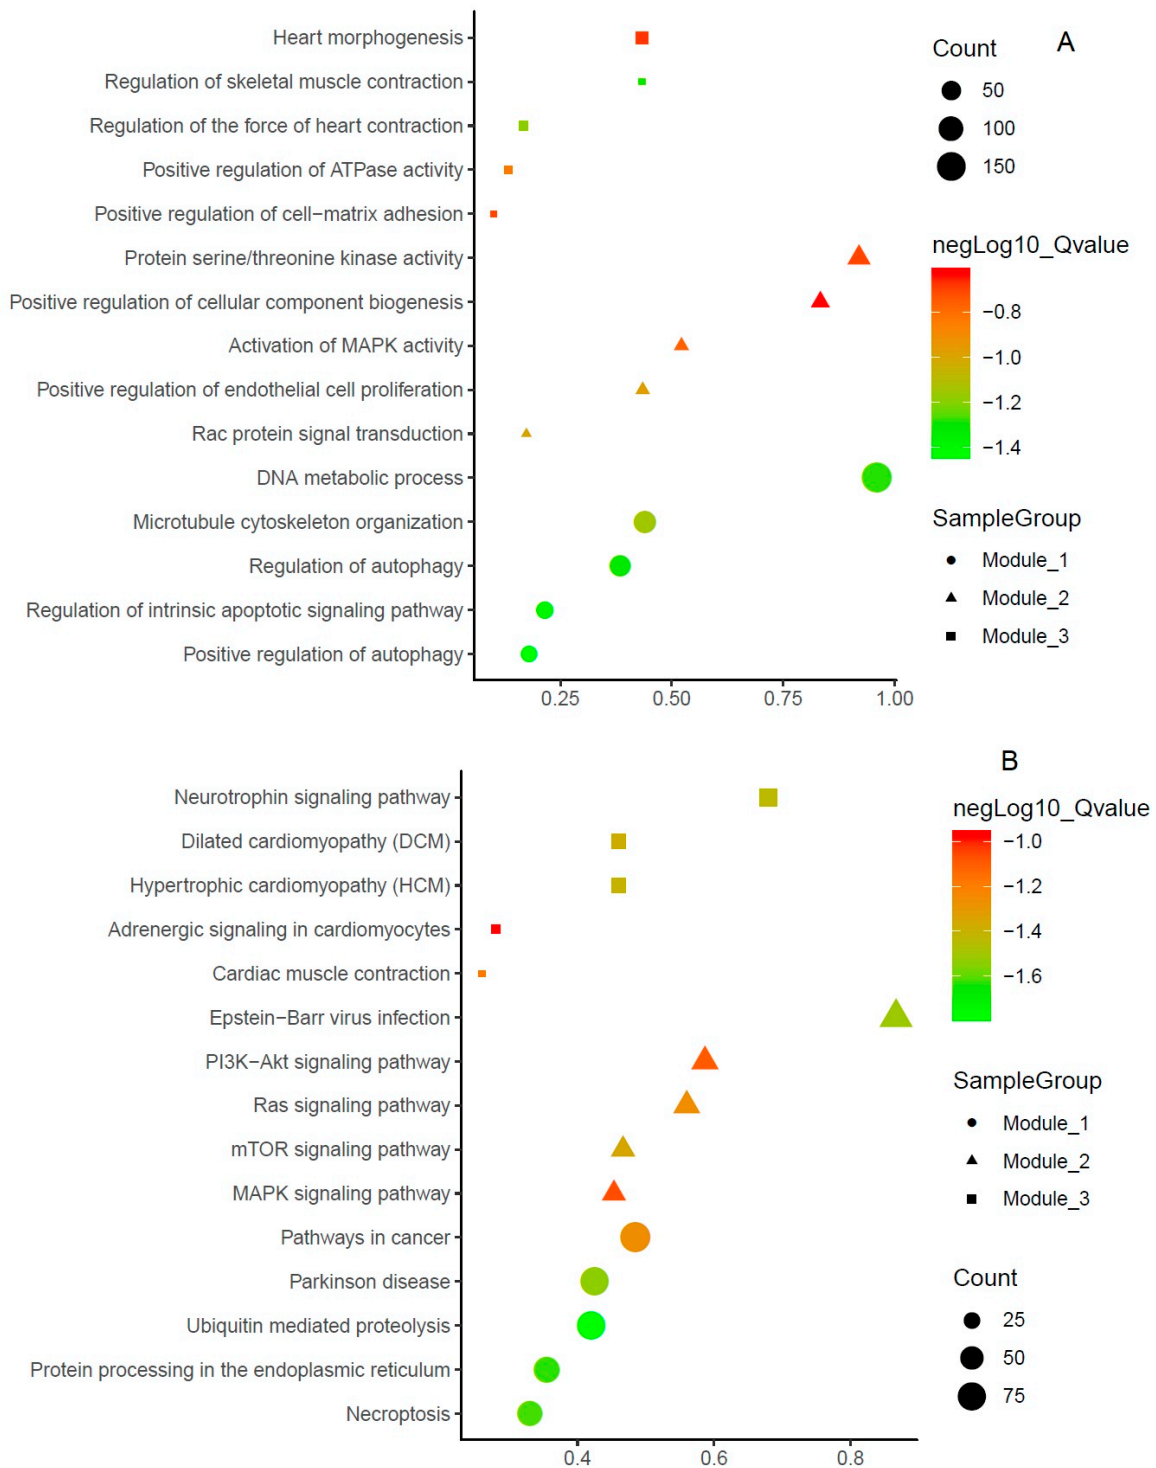 A
Heart morphogenesis
Regulation of skeletal muscle contraction
Regulation of the force of heart contraction
Positive regulation of ATPase activity
Positive regulation of cell−matrix adhesion
Protein serine/threonine kinase activity
Positive regulation of cellular component biogenesis
Activation of MAPK activity
Positive regulation of endothelial cell proliferation
Rac protein signal transduction
DNA metabolic process
Microtubule cytoskeleton organization
Regulation of autophagy
Regulation of intrinsic apoptotic signaling pathway
Positive regulation of autophagy
0.25 0.50 0.75 1.00
Count
50
100
150
negLog10_Qvalue
−0.8
−1.0
−1.2
−1.4
SampleGroup
Module_1
Module_2
Module_3
B
Neurotrophin signaling pathway
Dilated cardiomyopathy (DCM)
Hypertrophic cardiomyopathy (HCM)
Adrenergic signaling in cardiomyocytes
Cardiac muscle contraction
Epstein−Barr virus infection
PI3K−Akt signaling pathway
Ras signaling pathway
mTOR signaling pathway
MAPK signaling pathway
Pathways in cancer
Parkinson disease
Ubiquitin mediated proteolysis
Protein processing in the endoplasmic reticulum
Necroptosis
0.4 0.6 0.8
negLog10_Qvalue
−1.0
−1.2
−1.4
−1.6
SampleGroup
Module_1
Module_2
Module_3
Count
25
50
75